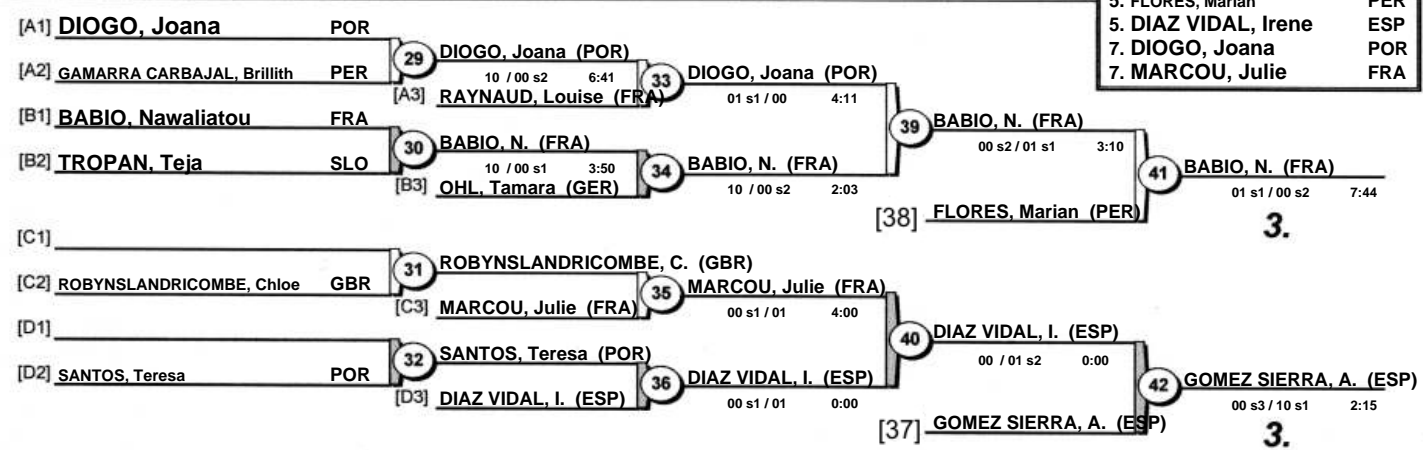 5. FLORES, Marian PER
5. DIAZ VIDAL, Irene ESP
7. DIOGO, Joana POR
7. MARCOU, Julie FRA
[A1] DIOGO, Joana POR
29 DIOGO, Joana (POR)
[A2] GAMARRA CARBAJAL, Brillith PER
10 / 00 s2 6:41
33 DIOGO, Joana (POR)
[A3] RAYNAUD, Louise (FRA)
01 s1 / 00 4:11
[B1] BABIO, Nawaliatou FRA
39 BABIO, N. (FRA)
30 BABIO, N. (FRA)
00 s2 / 01 s1 3:10
[B2] TROPAN, Teja SLO
10 / 00 s1 3:50
34 BABIO, N. (FRA)
41 BABIO, N. (FRA)
[B3] OHL, Tamara (GER)
10 / 00 s2 2:03
01 s1 / 00 s2 7:44
[38] FLORES, Marian (PER)
3.
[C1]
31 ROBYNSLANDRICOMBE, C. (GBR)
[C2] ROBYNSLANDRICOMBE, Chloe GBR
35 MARCOU, Julie (FRA)
[C3] MARCOU, Julie (FRA)
00 s1 / 01 4:00
[D1]
40 DIAZ VIDAL, I. (ESP)
32 SANTOS, Teresa (POR)
00 / 01 s2 0:00
[D2] SANTOS, Teresa POR
36 DIAZ VIDAL, I. (ESP)
42 GOMEZ SIERRA, A. (ESP)
[D3] DIAZ VIDAL, I. (ESP)
00 s1 / 01 0:00
00 s3 / 10 s1 2:15
[37] GOMEZ SIERRA, A. (ESP)
3.